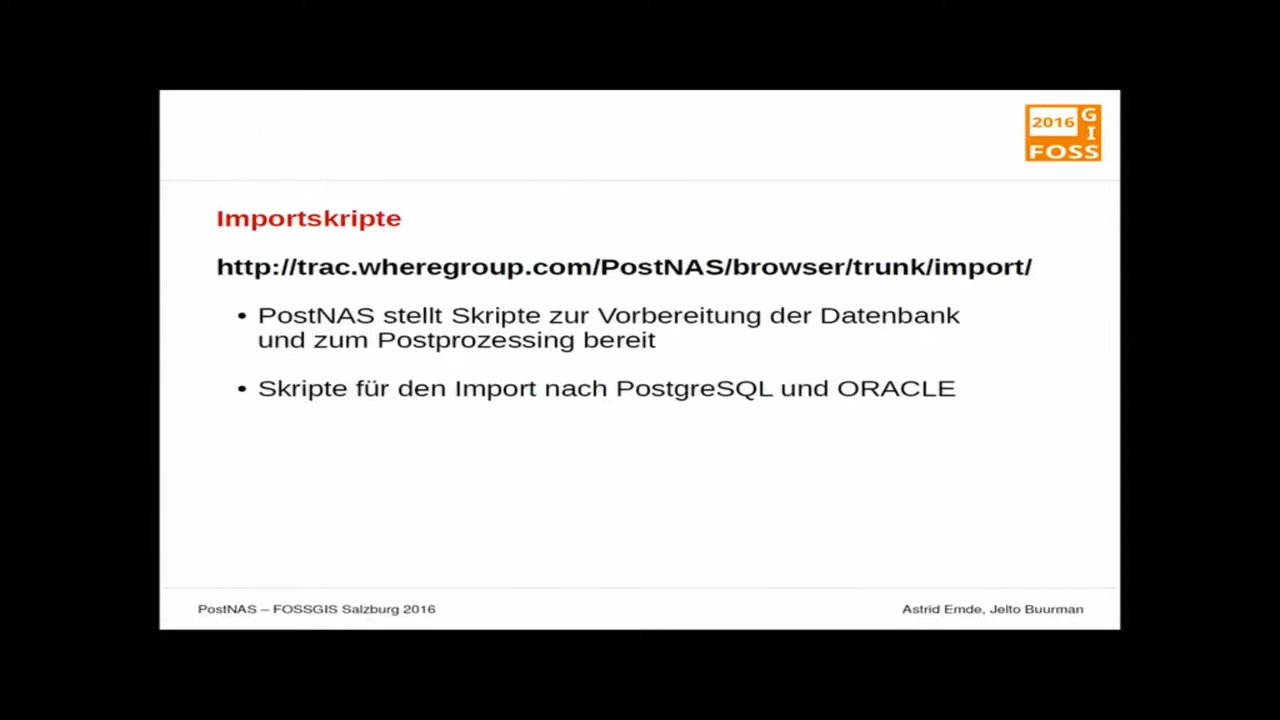 2016
G
I
FOSS
Importskripte
http://trac.wheregroup.com/PostNAS/browser/trunk/import/
• PostNAS stellt Skripte zur Vorbereitung der Datenbank
und zum Postprozessing bereit
• Skripte für den Import nach PostgreSQL und ORACLE
PostNAS – FOSSGIS Salzburg 2016
Astrid Emde, Jelto Buurman